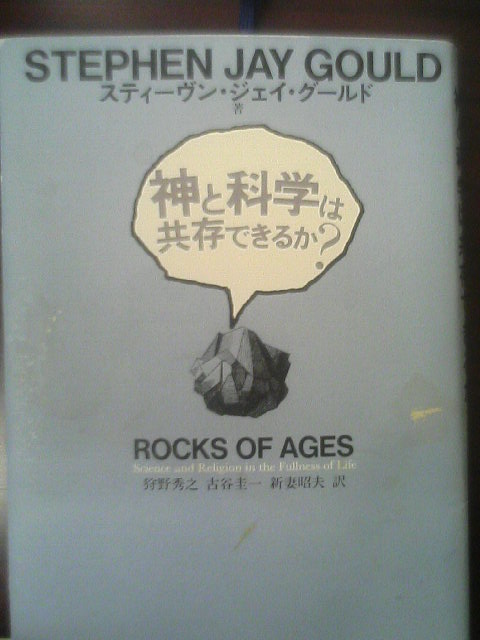 STEPHEN JAY GOULD
スティーヴン・ジェイ・グールド
著
神と科学は
共存できるか?
ROCKS OF AGES
Science and Religion in the Fullness of Life
狩野秀之 古谷圭一 新妻昭夫 訳